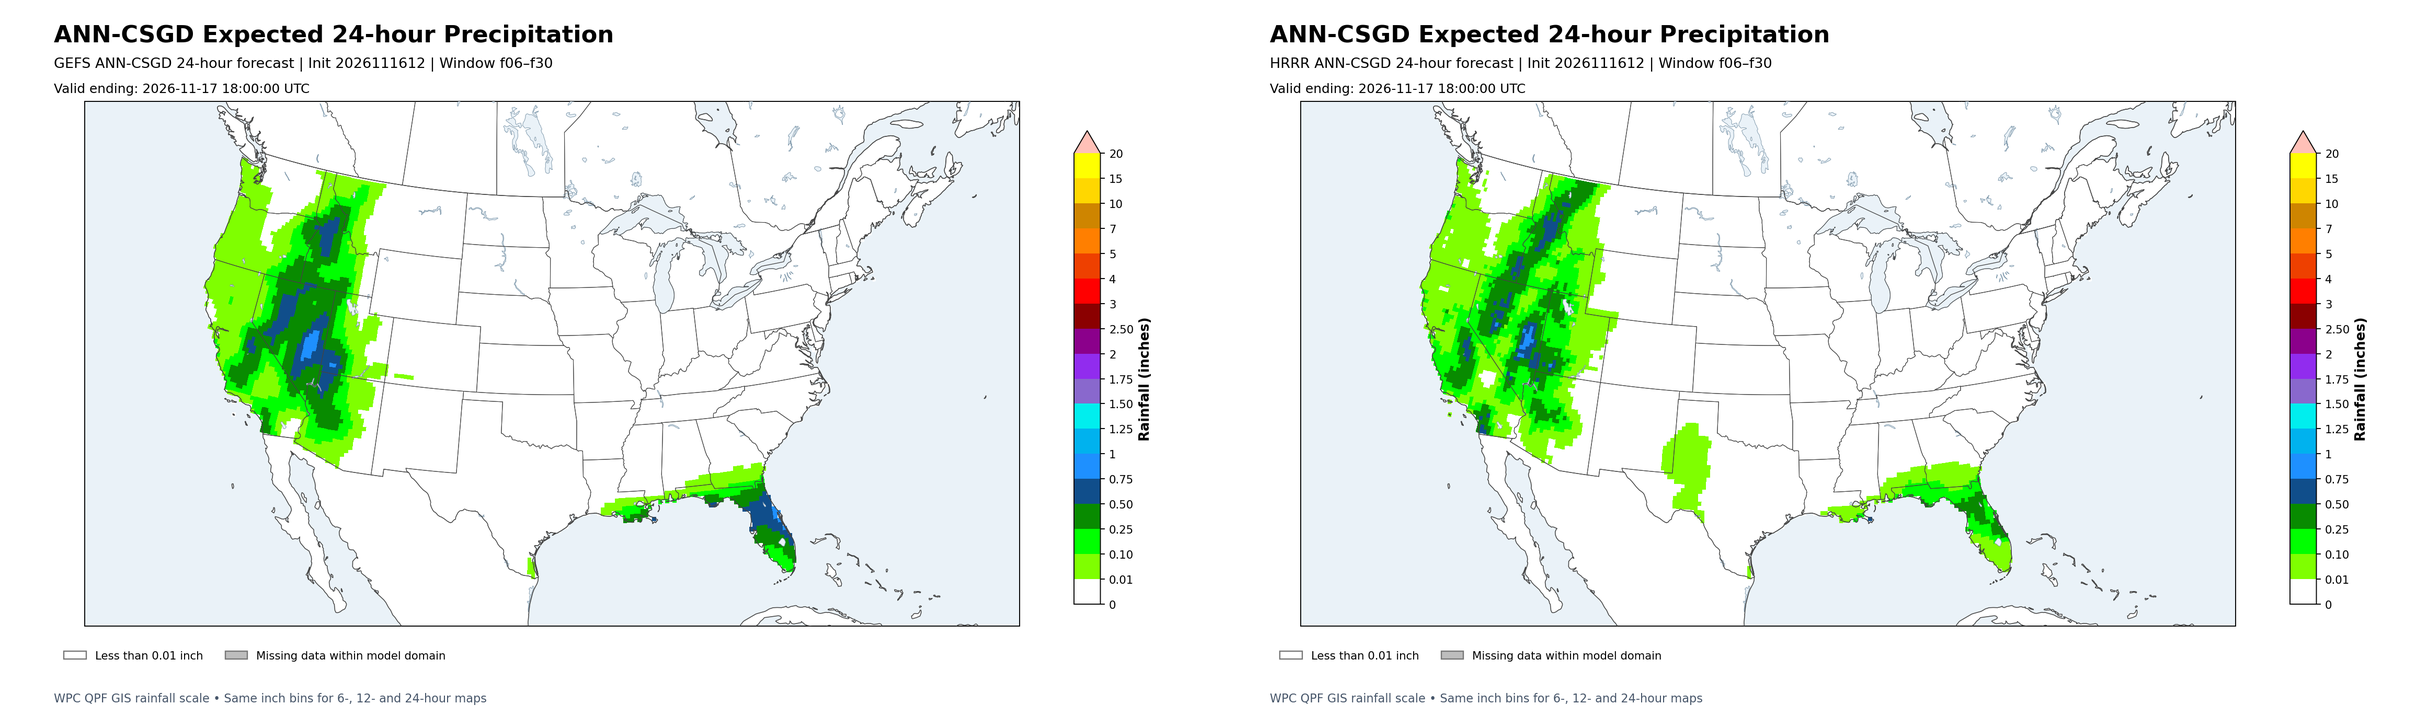 ANN-CSGD Expected 24-hour Precipitation
GEFS ANN-CSGD 24-hour forecast | Init 2026111612 | Window f06–f30
Valid ending: 2026-11-17 18:00:00 UTC
20
15
10
7
5
4
3
2.50
2
1.75
1.50
1.25
1
0.75
0.50
0.25
0.10
0.01
0
Rainfall (inches)
Less than 0.01 inch
Missing data within model domain
WPC QPF GIS rainfall scale • Same inch bins for 6-, 12- and 24-hour maps
ANN-CSGD Expected 24-hour Precipitation
HRRR ANN-CSGD 24-hour forecast | Init 2026111612 | Window f06–f30
Valid ending: 2026-11-17 18:00:00 UTC
20
15
10
7
5
4
3
2.50
2
1.75
1.50
1.25
1
0.75
0.50
0.25
0.10
0.01
0
Rainfall (inches)
Less than 0.01 inch
Missing data within model domain
WPC QPF GIS rainfall scale • Same inch bins for 6-, 12- and 24-hour maps